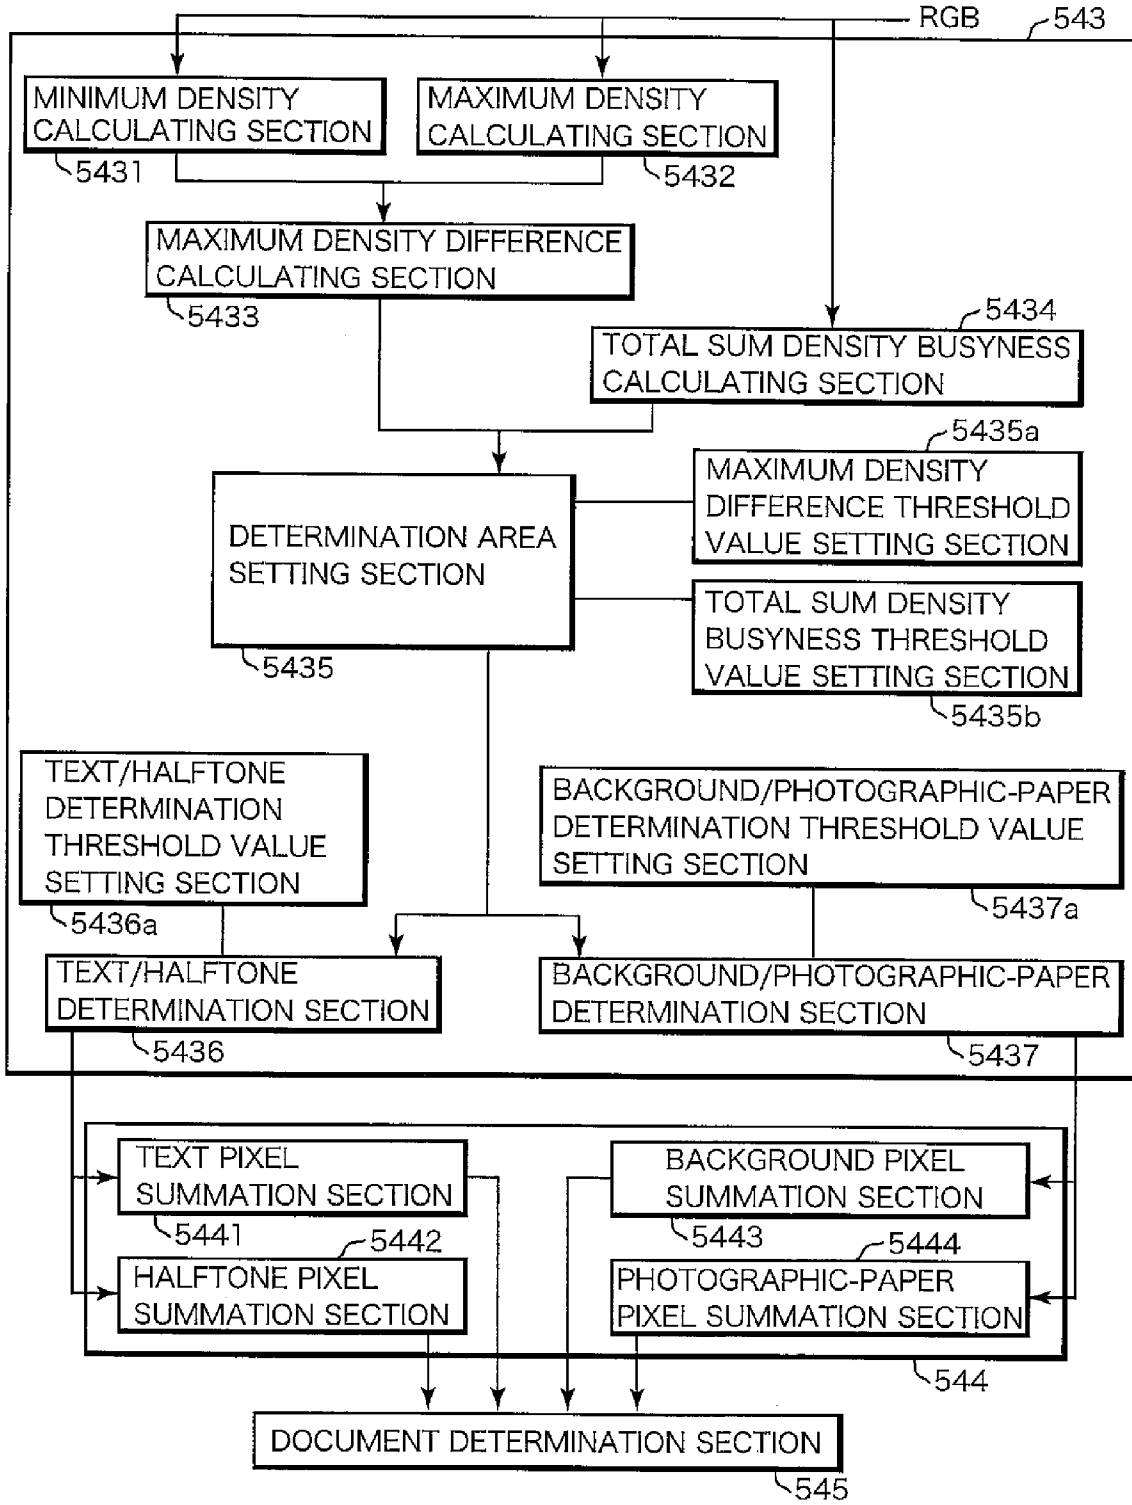 RGB
543
MINIMUM DENSITY
CALCULATING SECTION
5431
MAXIMUM DENSITY
CALCULATING SECTION
5432
MAXIMUM DENSITY DIFFERENCE
CALCULATING SECTION
5433
5434
TOTAL SUM DENSITY BUSYNESS
CALCULATING SECTION
5435a
MAXIMUM DENSITY
DIFFERENCE THRESHOLD
VALUE SETTING SECTION
DETERMINATION AREA
SETTING SECTION
5435
TOTAL SUM DENSITY
BUSYNESS THRESHOLD
VALUE SETTING SECTION
5435b
TEXT/HALFTONE
DETERMINATION
THRESHOLD VALUE
SETTING SECTION
5436a
BACKGROUND/PHOTOGRAPHIC-PAPER
DETERMINATION THRESHOLD VALUE
SETTING SECTION
5437a
TEXT/HALFTONE
DETERMINATION SECTION
5436
BACKGROUND/PHOTOGRAPHIC-PAPER
DETERMINATION SECTION
5437
TEXT PIXEL
SUMMATION SECTION
5441
BACKGROUND PIXEL
SUMMATION SECTION
5443
5442
HALFTONE PIXEL
SUMMATION SECTION
5444
PHOTOGRAPHIC-PAPER
PIXEL SUMMATION SECTION
544
DOCUMENT DETERMINATION SECTION
545